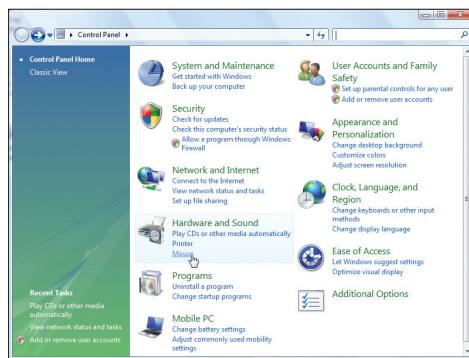 Control Panel
Control Panel Home
Classic View
System and Maintenance
Get started with Windows
Back up your computer
Security
Check for updates
Check this computer's security status
Allow a program through Windows
Firewall
Network and Internet
Connect to the Internet
View network status and tasks
Set up file sharing
Hardware and Sound
Play CDs or other media automatically
Printer
Mouse
Programs
Uninstall a program
Change startup programs
Mobile PC
Change battery settings
Adjust commonly used mobility
settings
User Accounts and Family
Safety
Set up parental controls for any user
Add or remove user accounts
Appearance and
Personalization
Change desktop background
Customize colors
Adjust screen resolution
Clock, Language, and
Region
Change keyboards or other input
methods
Change display language
Ease of Access
Let Windows suggest settings
Optimize visual display
Additional Options
Recent Tasks
Play CDs or other media
automatically
View network status and tasks
Add or remove user accounts